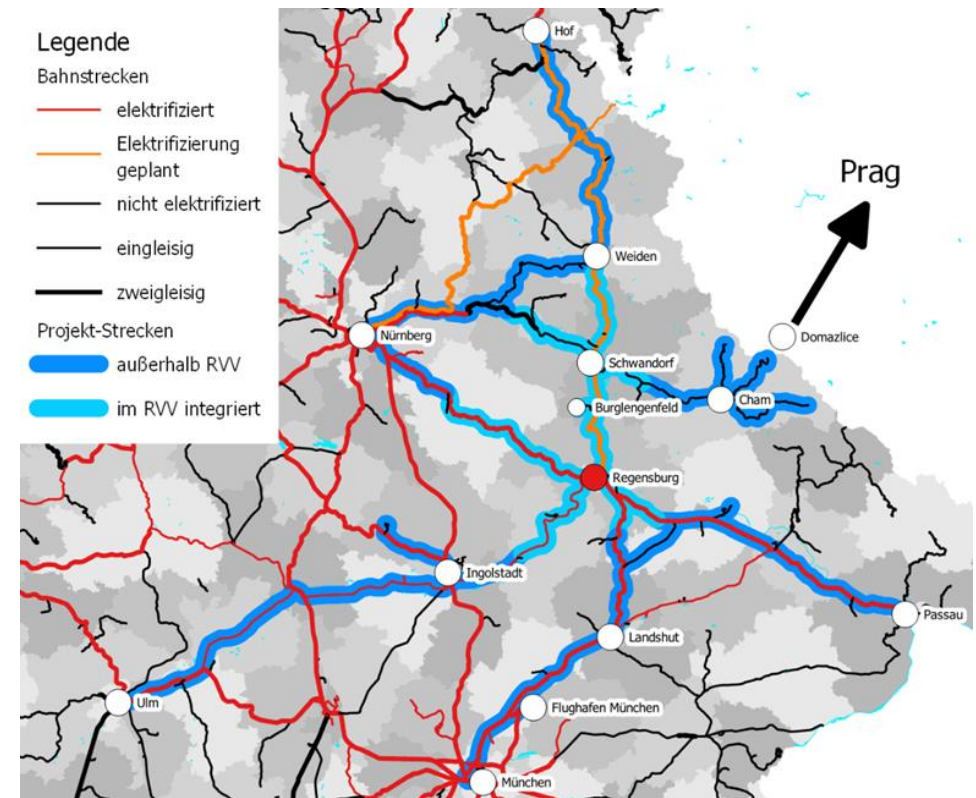 Legende
Bahnstrecken
elektrifiziert
Elektrifizierung
geplant
nicht elektrifiziert
eingleisig
zweigleisig
Projekt-Strecken
außerhalb RVV
im RVV integriert
Hof
Prag
Weiden
Nürnberg
Domazlice
Schwandorf
Cham
Burglengenfeld
Regensburg
Ingolstadt
Passau
Landshut
Ulm
Flughafen München
München